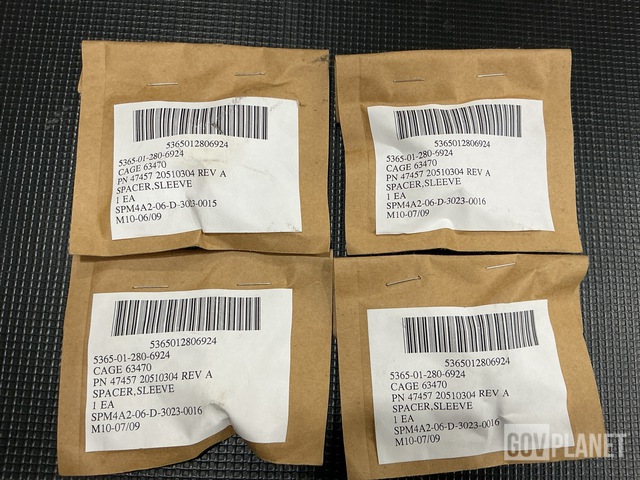 5365012806924
5365-01-280-6924
CAGE 63470
PN 47457 20510304 REV A
SPACER,SLEEVE
1 EA
SPM4A2-06-D-3023-0015
M10-06/09
5365012806924
5365-01-280-6924
CAGE 63470
PN 47457 20510304 REV A
SPACER,SLEEVE
1 EA
SPM4A2-06-D-3023-0016
M10-07/09
5365012806924
5365-01-280-6924
CAGE 63470
PN 47457 20510304 REV A
SPACER,SLEEVE
1 EA
SPM4A2-06-D-3023-0016
M10-07/09
5365012806924
5365-01-280-6924
CAGE 63470
PN 47457 20510304 REV A
SPACER,SLEEVE
1 EA
SPM4A2-06-D-3023-0016
M10-07/09
GOVPLANET